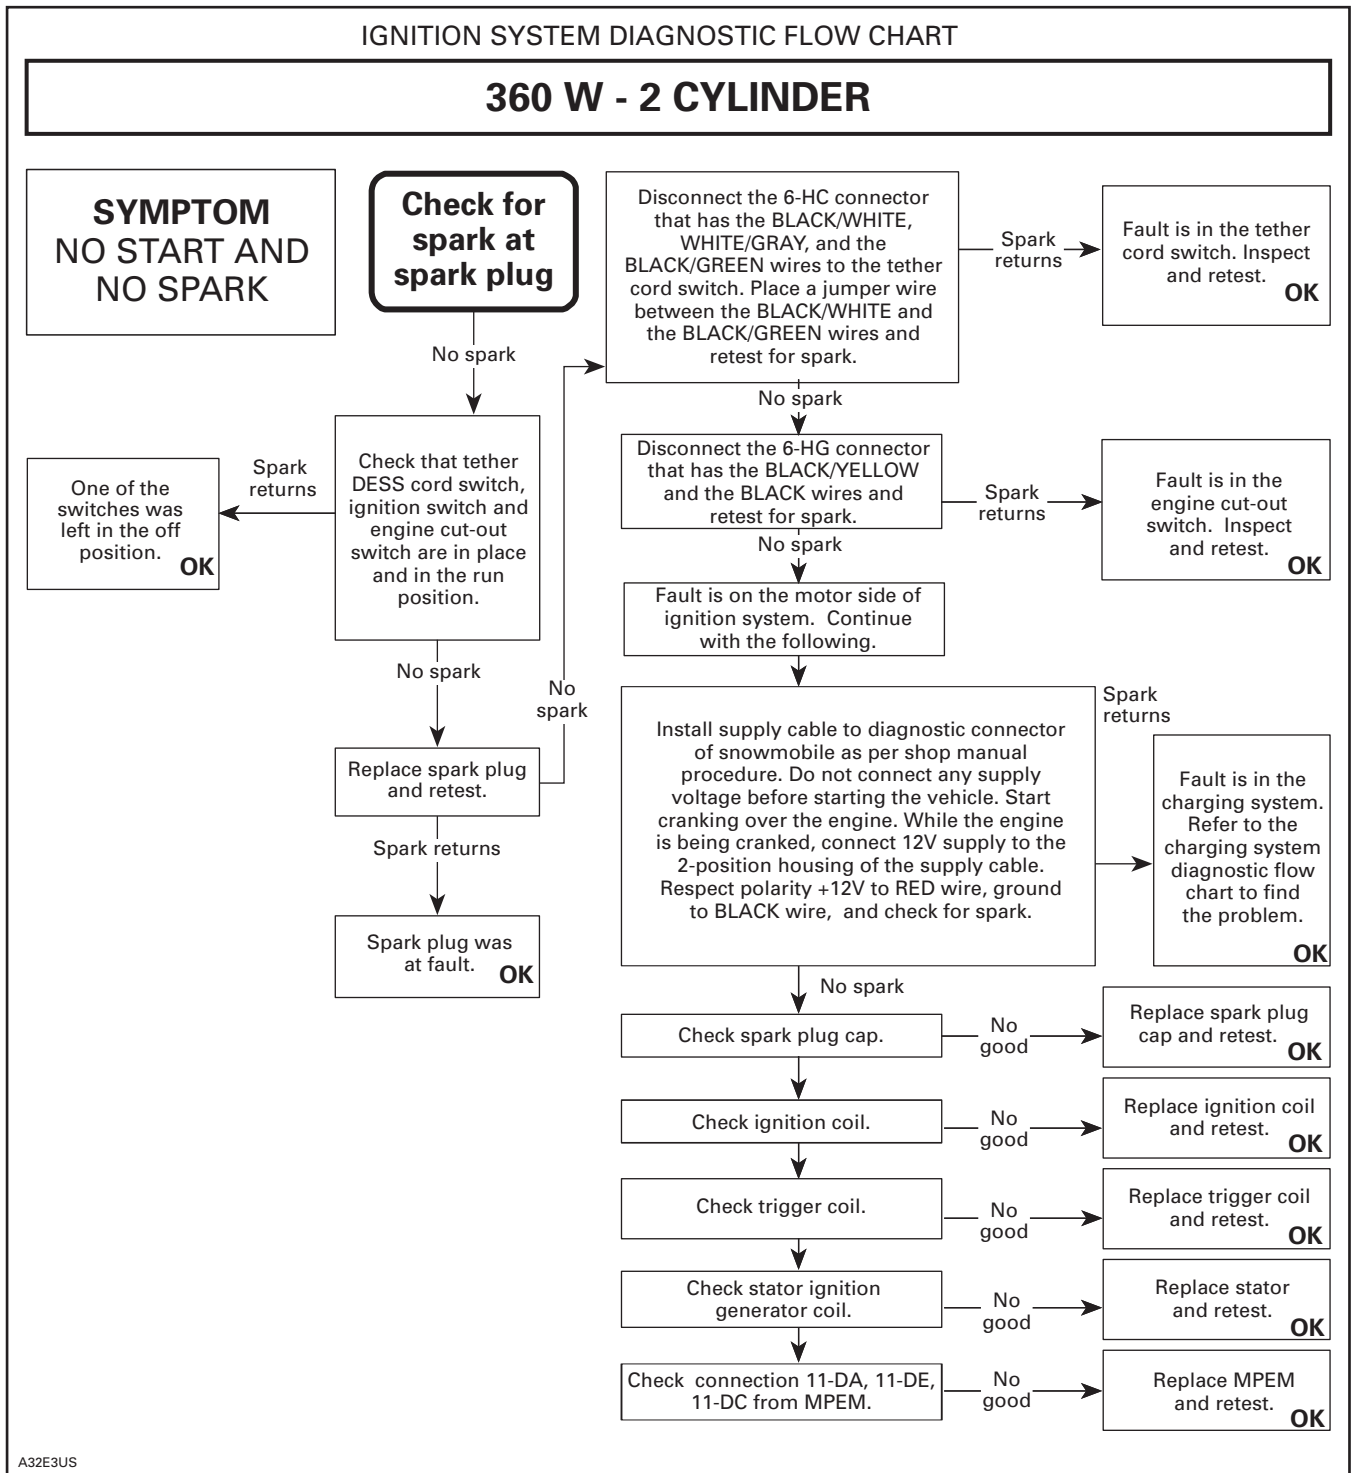 IGNITION SYSTEM DIAGNOSTIC FLOW CHART
360 W - 2 CYLINDER
SYMPTOM
NO START AND
NO SPARK
Check for
spark at
spark plug
No spark
Check that tether
DESS cord switch,
ignition switch and
engine cut-out
switch are in place
and in the run
position.
Spark
returns
One of the
switches was
left in the off
position.
OK
No spark
Replace spark plug
and retest.
Spark returns
Spark plug was
at fault.
OK
No
spark
Disconnect the 6-HC connector
that has the BLACK/WHITE,
WHITE/GRAY, and the
BLACK/GREEN wires to the tether
cord switch. Place a jumper wire
between the BLACK/WHITE and
the BLACK/GREEN wires and
retest for spark.
Spark
returns
Fault is in the tether
cord switch. Inspect
and retest.
OK
No spark
Disconnect the 6-HG connector
that has the BLACK/YELLOW
and the BLACK wires and
retest for spark.
Spark
returns
Fault is in the
engine cut-out
switch. Inspect
and retest.
OK
No spark
Fault is on the motor side of
ignition system. Continue
with the following.
Install supply cable to diagnostic connector
of snowmobile as per shop manual
procedure. Do not connect any supply
voltage before starting the vehicle. Start
cranking over the engine. While the engine
is being cranked, connect 12V supply to the
2-position housing of the supply cable.
Respect polarity +12V to RED wire, ground
to BLACK wire, and check for spark.
Spark
returns
Fault is in the
charging system.
Refer to the
charging system
diagnostic flow
chart to find
the problem.
OK
No spark
Check spark plug cap.
No
good
Replace spark plug
cap and retest.
OK
Check ignition coil.
No
good
Replace ignition coil
and retest.
OK
Check trigger coil.
No
good
Replace trigger coil
and retest.
OK
Check stator ignition
generator coil.
No
good
Replace stator
and retest.
OK
Check connection 11-DA, 11-DE,
11-DC from MPEM.
No
good
Replace MPEM
and retest.
OK
A32E3US